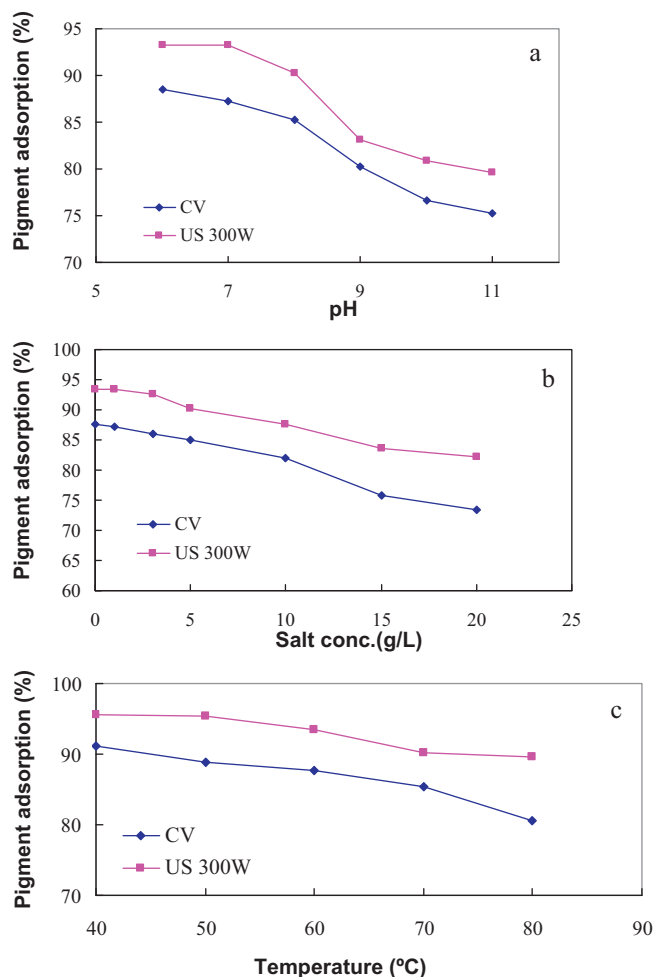 Pigment adsorption (%)
95
90
85
80
75
70
a
CV
US 300W
5 7 9 11
pH
Pigment adsorption (%)
100
95
90
85
80
75
70
65
60
b
CV
US 300W
0 5 10 15 20 25
Salt conc.(g/L)
Pigment adsorption (%)
100
90
80
70
c
CV
US 300W
40 50 60 70 80 90
Temperature (ºC)